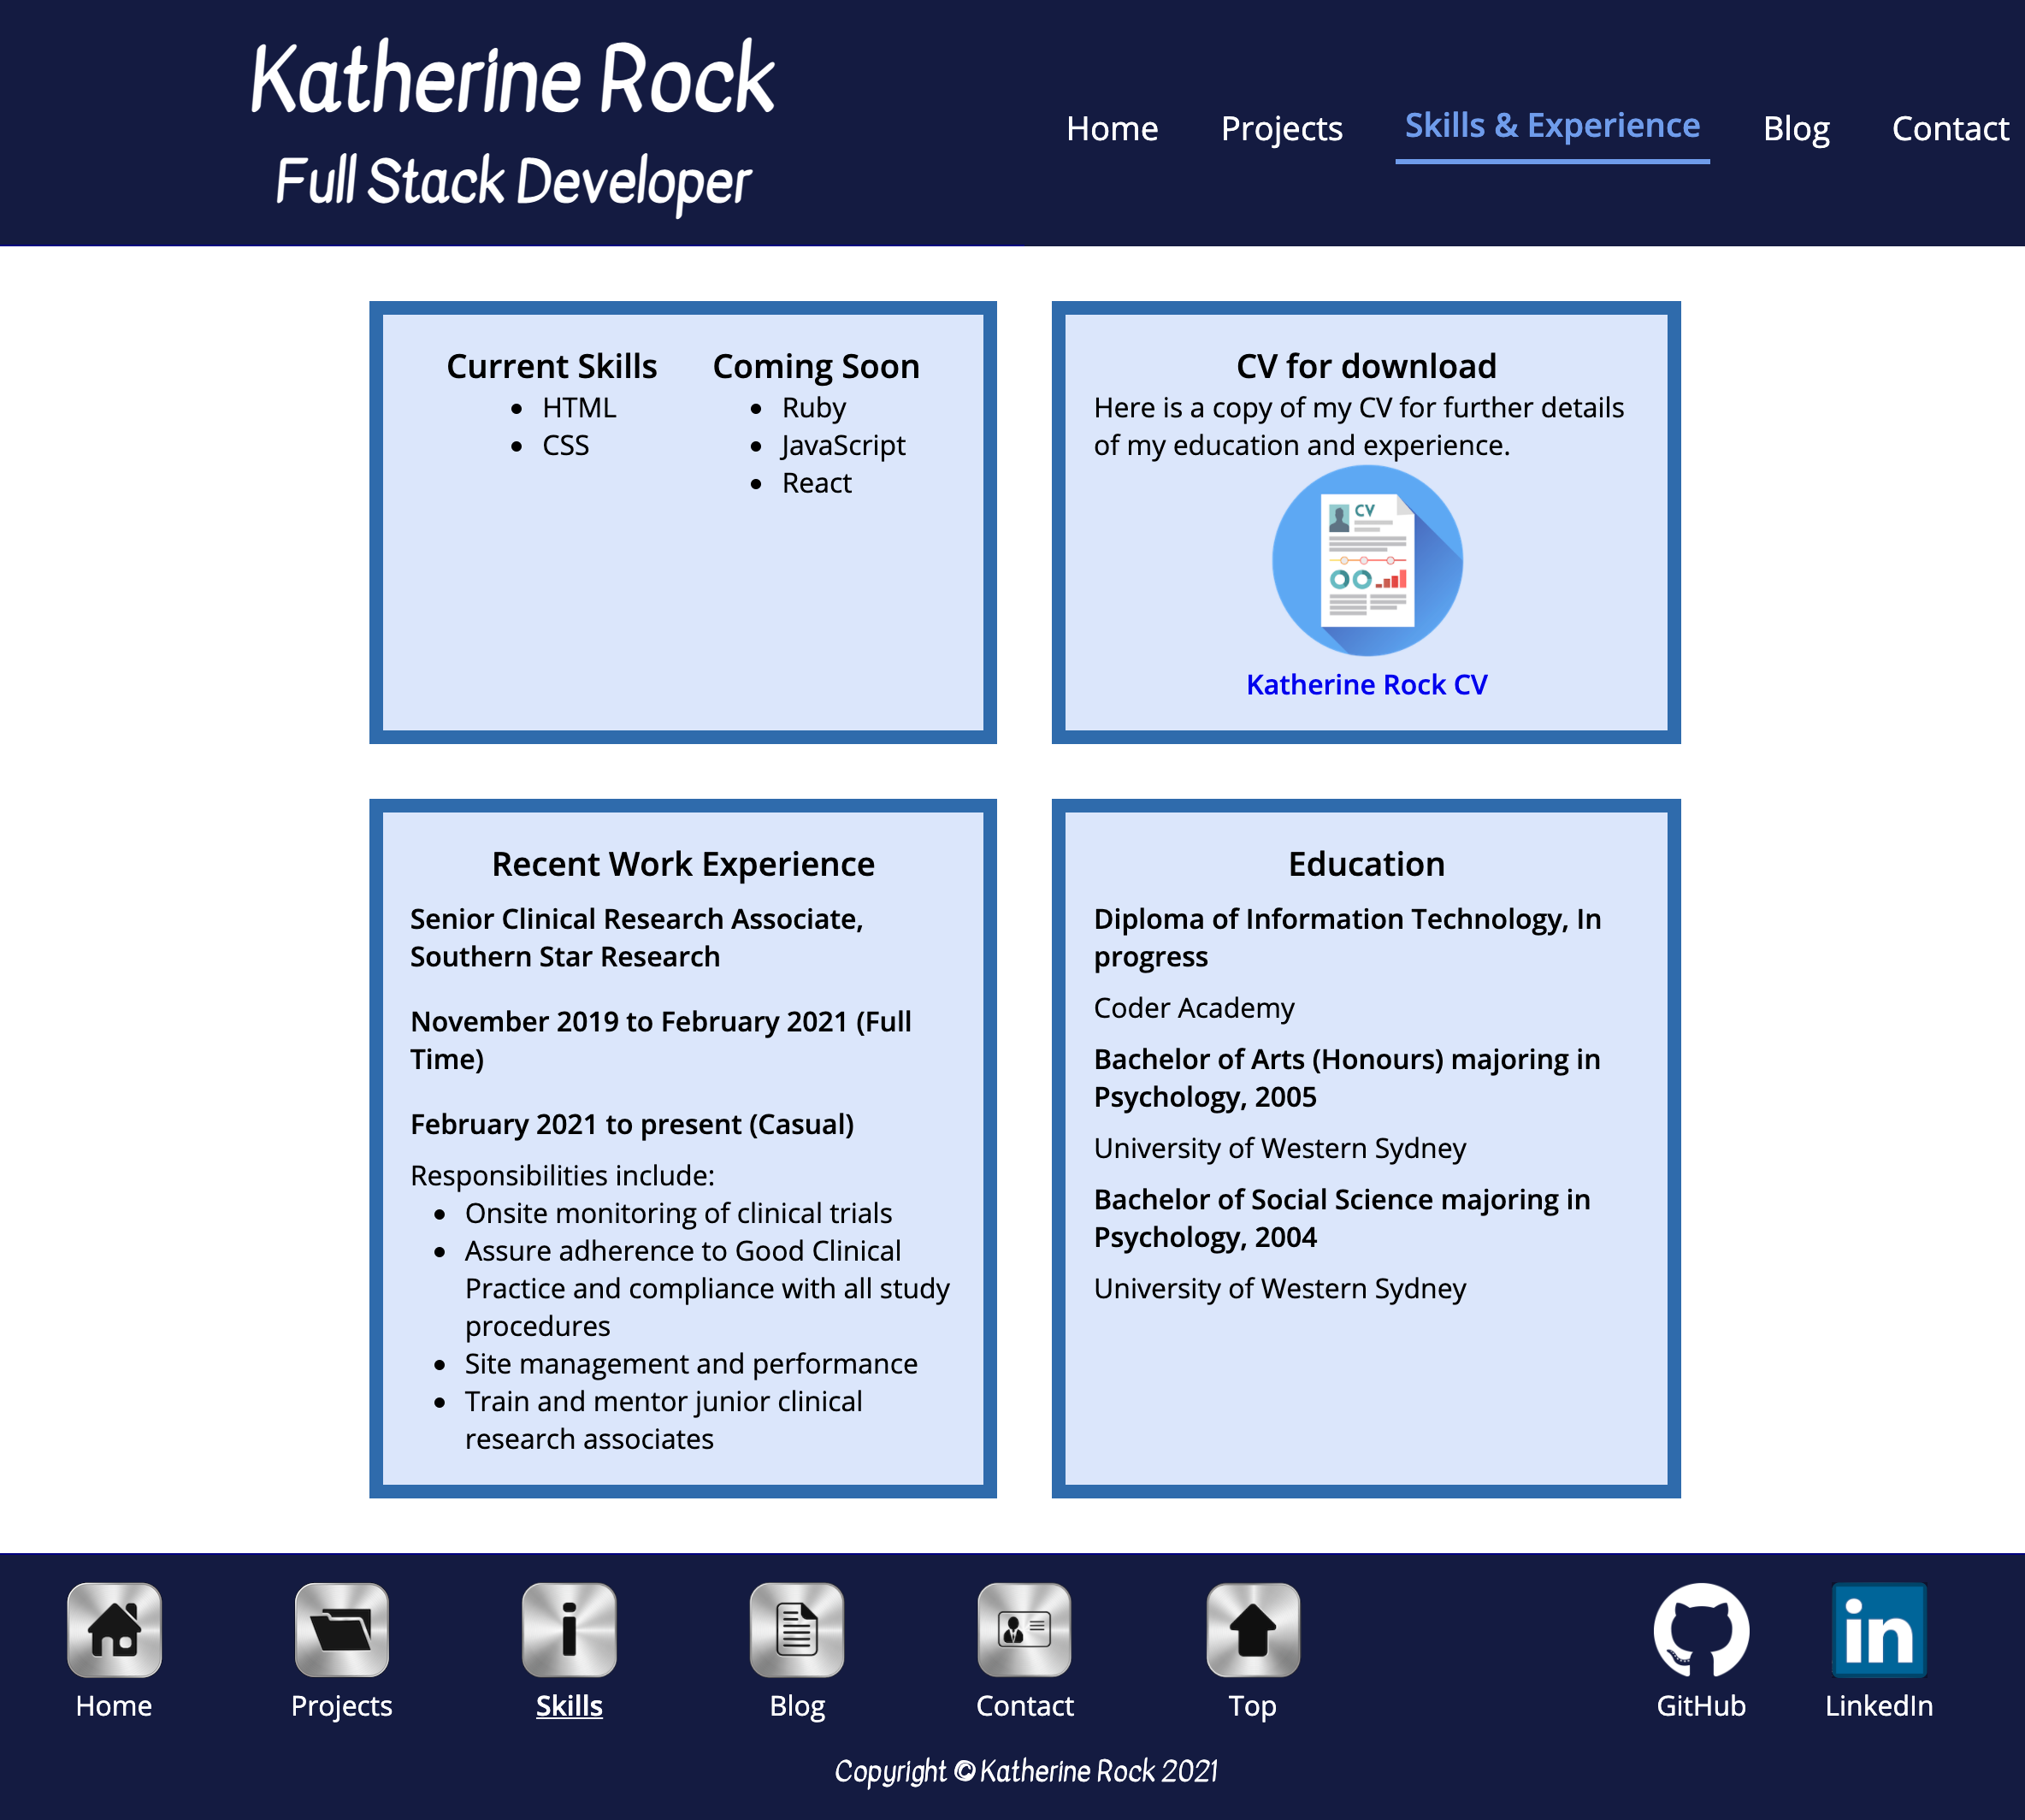 Katherine Rock
Full Stack Developer
Home
Projects
Skills & Experience
Blog
Contact
Current Skills
HTML
CSS
Coming Soon
Ruby
JavaScript
React
CV for download
Here is a copy of my CV for further details
of my education and experience.
CV
Katherine Rock CV
Recent Work Experience
Senior Clinical Research Associate,
Southern Star Research
November 2019 to February 2021 (Full
Time)
February 2021 to present (Casual)
Responsibilities include:
Onsite monitoring of clinical trials
Assure adherence to Good Clinical
Practice and compliance with all study
procedures
Site management and performance
Train and mentor junior clinical
research associates
Education
Diploma of Information Technology, In
progress
Coder Academy
Bachelor of Arts (Honours) majoring in
Psychology, 2005
University of Western Sydney
Bachelor of Social Science majoring in
Psychology, 2004
University of Western Sydney
Home
Projects
Skills
Blog
Contact
Top
GitHub
in
LinkedIn
Copyright © Katherine Rock 2021